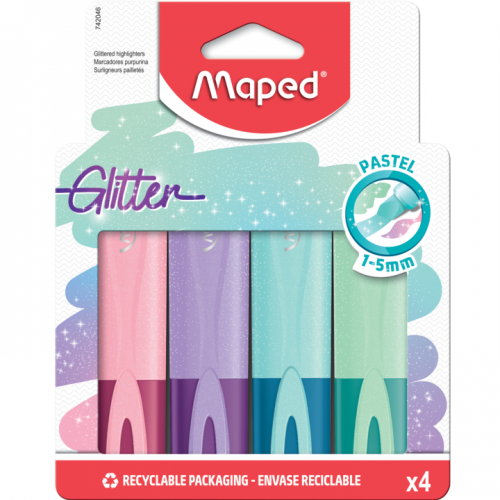 742046
Glittered highlighters
Marcadores purpurina
Surligneurs pailletés
Maped®
Glitter
PASTEL
1-5mm
RECYCLABLE PACKAGING - ENVASE RECICLABLE
x4